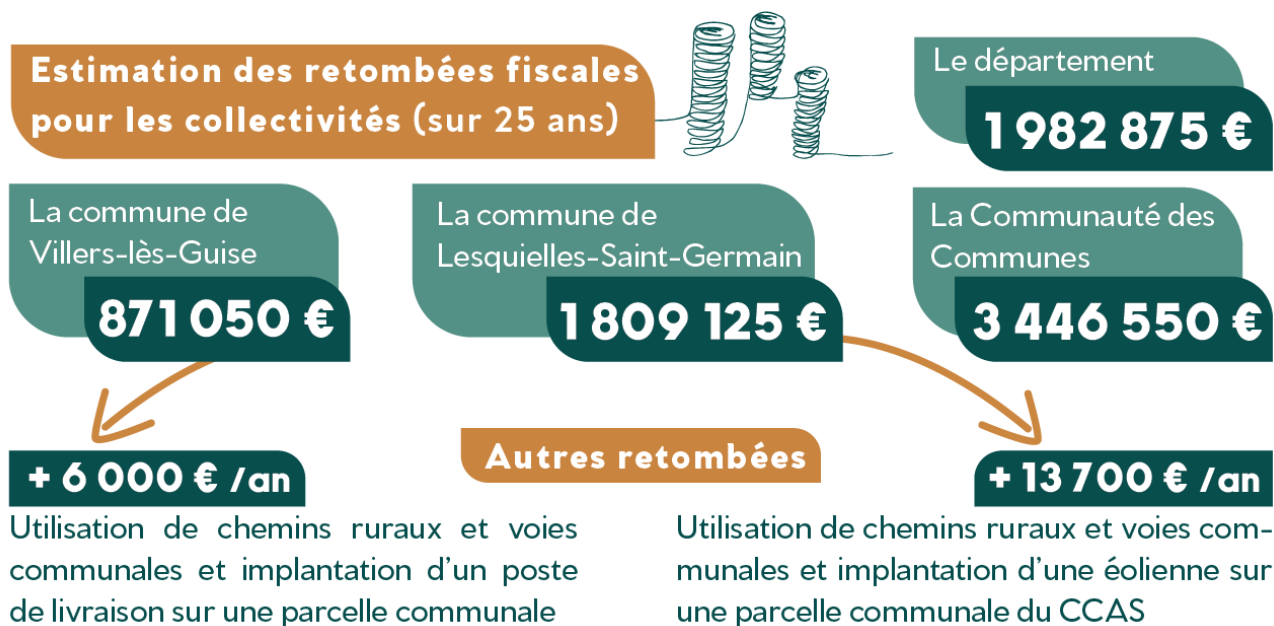 Estimation des retombées fiscales
pour les collectivités (sur 25 ans)
Le département
1 982 875 €
La commune de
Villers-lès-Guise
871 050 €
La commune de
Lesquielles-Saint-Germain
1 809 125 €
La Communauté des
Communes
3 446 550 €
Autres retombées
+ 6 000 € /an
Utilisation de chemins ruraux et voies
communales et implantation d'un poste
de livraison sur une parcelle communale
+ 13 700 € /an
Utilisation de chemins ruraux et voies com-
munales et implantation d'une éolienne sur
une parcelle communale du CCAS